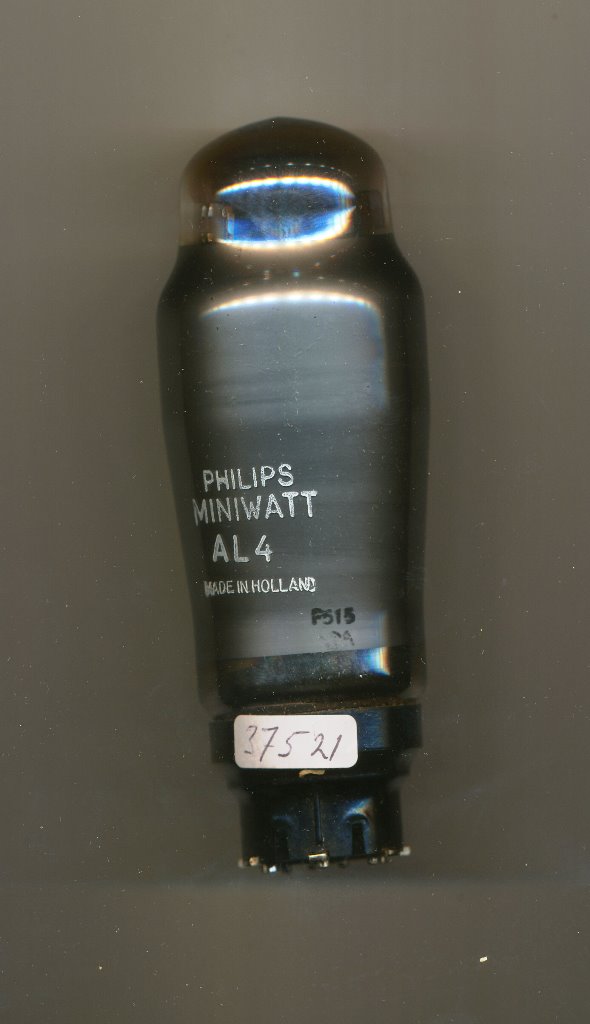 PHILIPS
MINIWATT
AL4
MADE IN HOLLAND
P515
37521